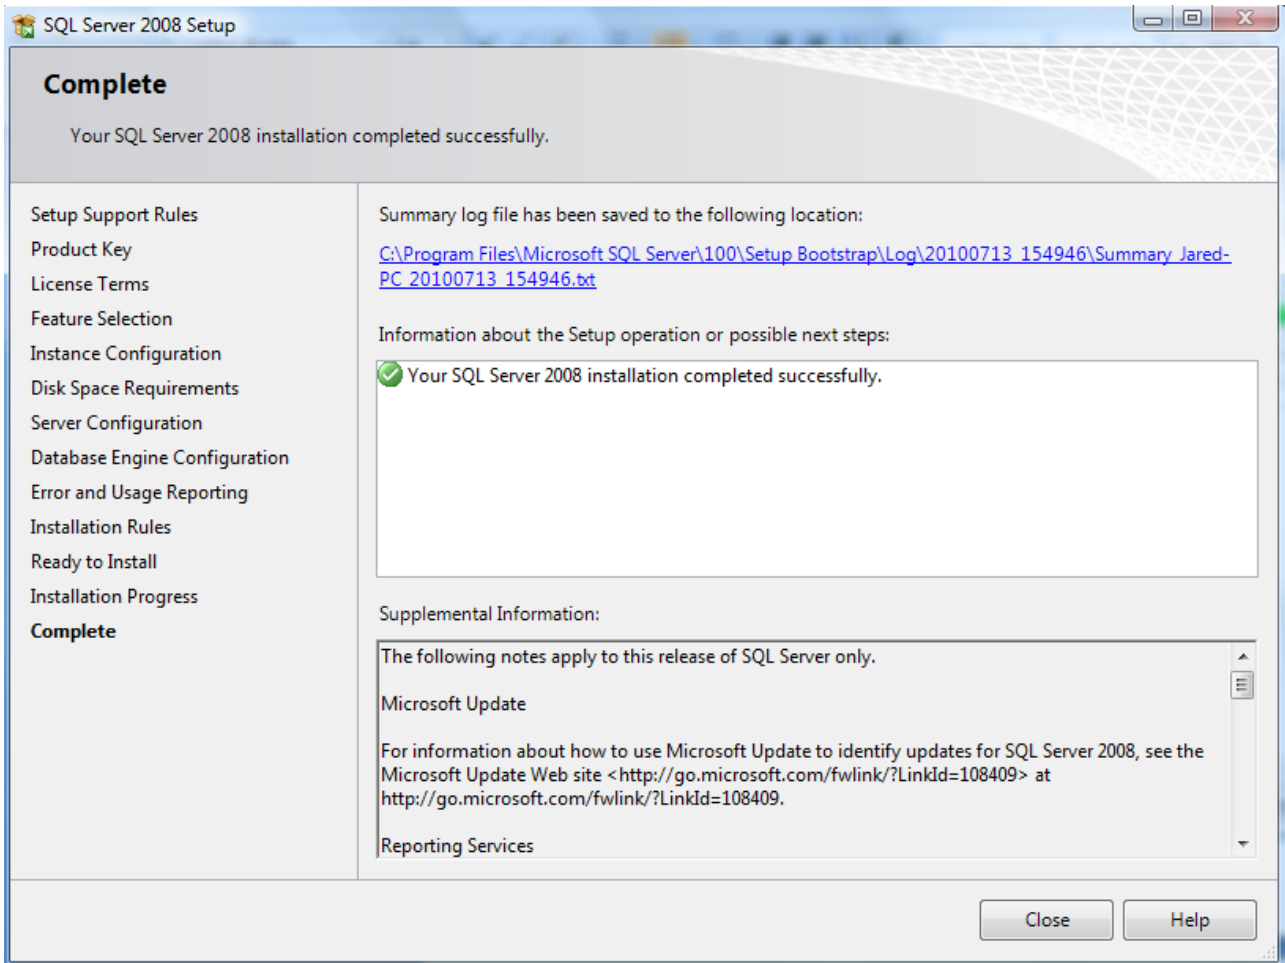 SQL Server 2008 Setup
Complete
Your SQL Server 2008 installation completed successfully.
Setup Support Rules
Product Key
License Terms
Feature Selection
Instance Configuration
Disk Space Requirements
Server Configuration
Database Engine Configuration
Error and Usage Reporting
Installation Rules
Ready to Install
Installation Progress
Complete
Summary log file has been saved to the following location:
C:\Program Files\Microsoft SQL Server\100\Setup Bootstrap\Log\20100713_154946\Summary_Jared-
PC_20100713_154946.txt
Information about the Setup operation or possible next steps:
Your SQL Server 2008 installation completed successfully.
Supplemental Information:
The following notes apply to this release of SQL Server only.
Microsoft Update
For information about how to use Microsoft Update to identify updates for SQL Server 2008, see the
Microsoft Update Web site <http://go.microsoft.com/fwlink/?LinkId=108409> at
http://go.microsoft.com/fwlink/?LinkId=108409.
Reporting Services
Close
Help